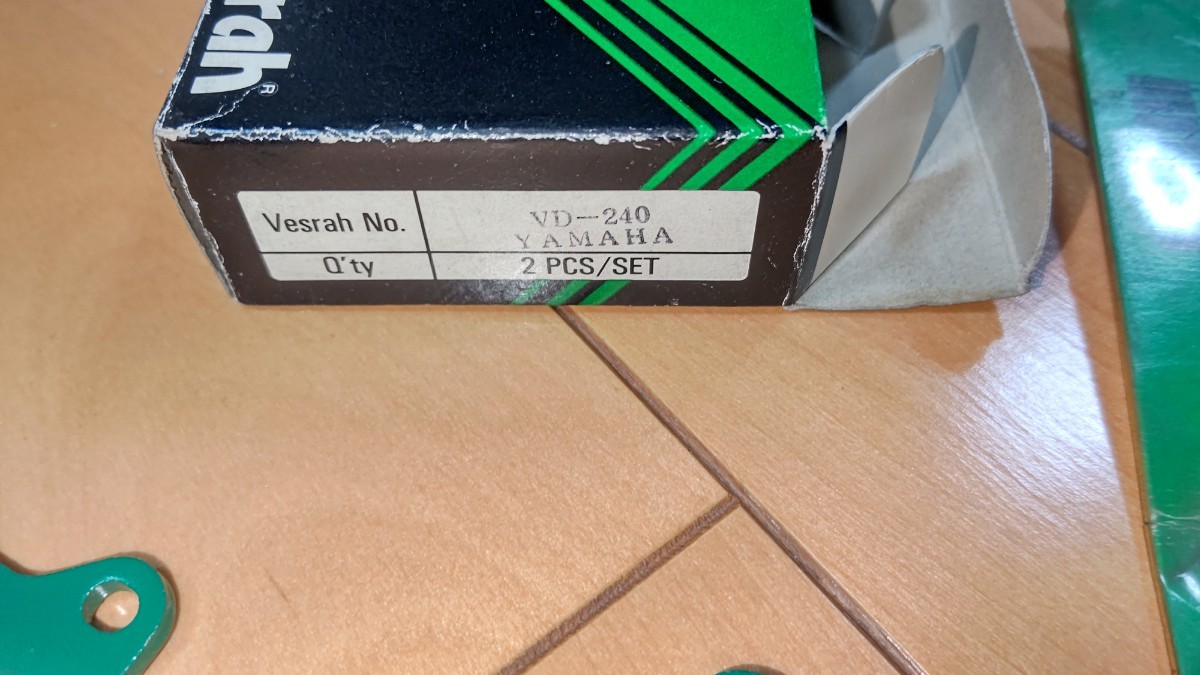 rah®
Vesrah No.
VD-240
YAMAHA
Q'ty
2 PCS/SET